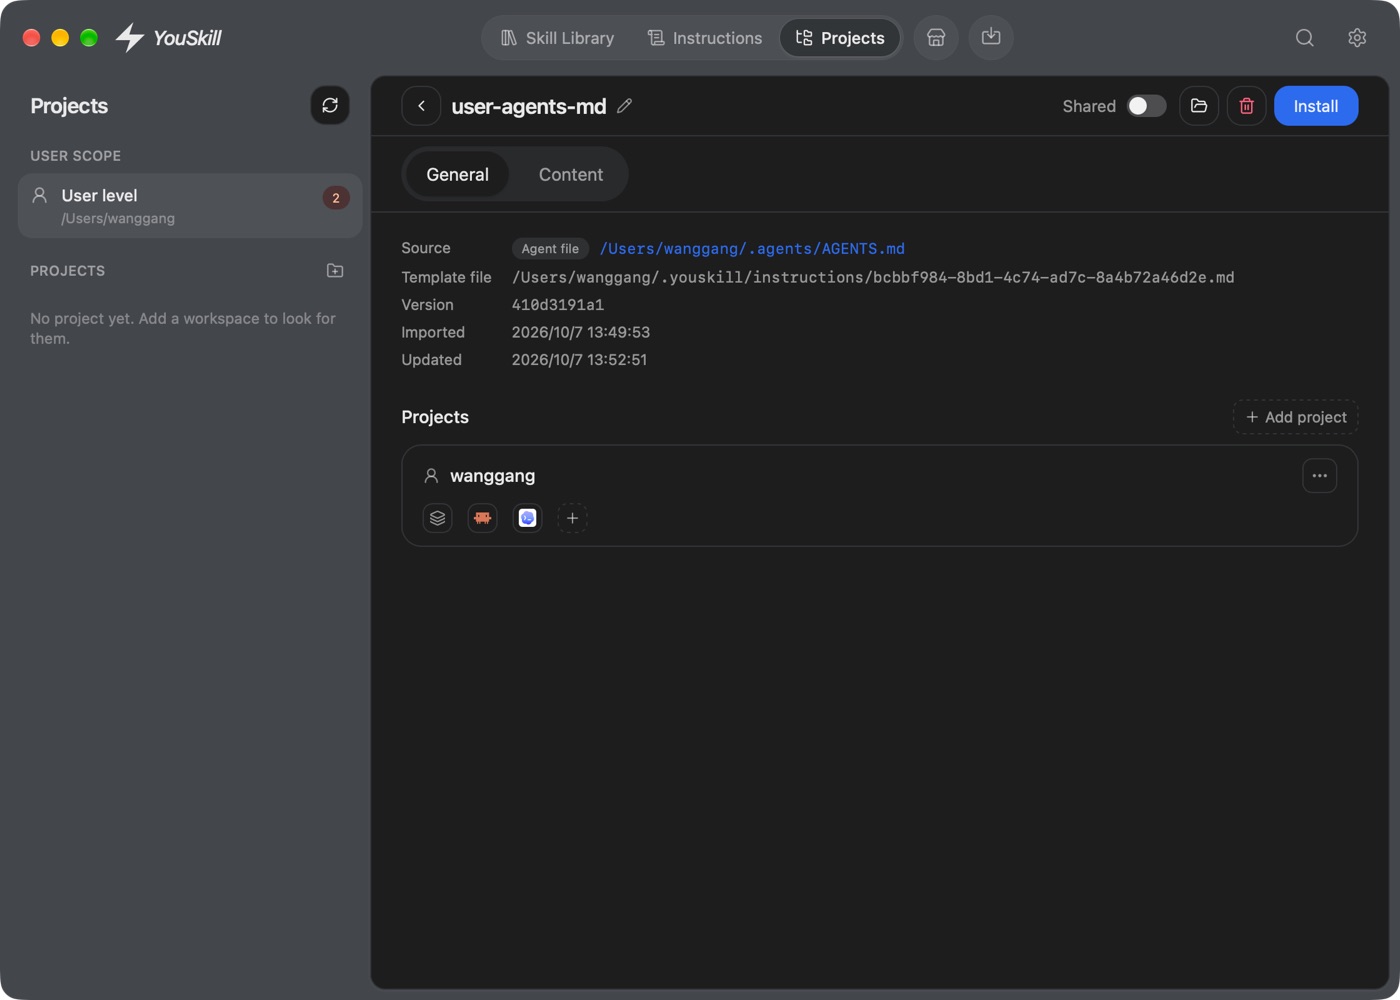 YouSkill
Skill Library
Instructions
Projects
Projects
USER SCOPE
User level
2
/Users/wanggang
PROJECTS
No project yet. Add a workspace to look for
them.
user-agents-md
Shared
Install
General
Content
Source
Agent file
/Users/wanggang/.agents/AGENTS.md
Template file
/Users/wanggang/.youskill/instructions/bcbbf984-8bd1-4c74-ad7c-8a4b72a46d2e.md
Version
410d3191a1
Imported
2026/10/7 13:49:53
Updated
2026/10/7 13:52:51
Projects
+ Add project
wanggang